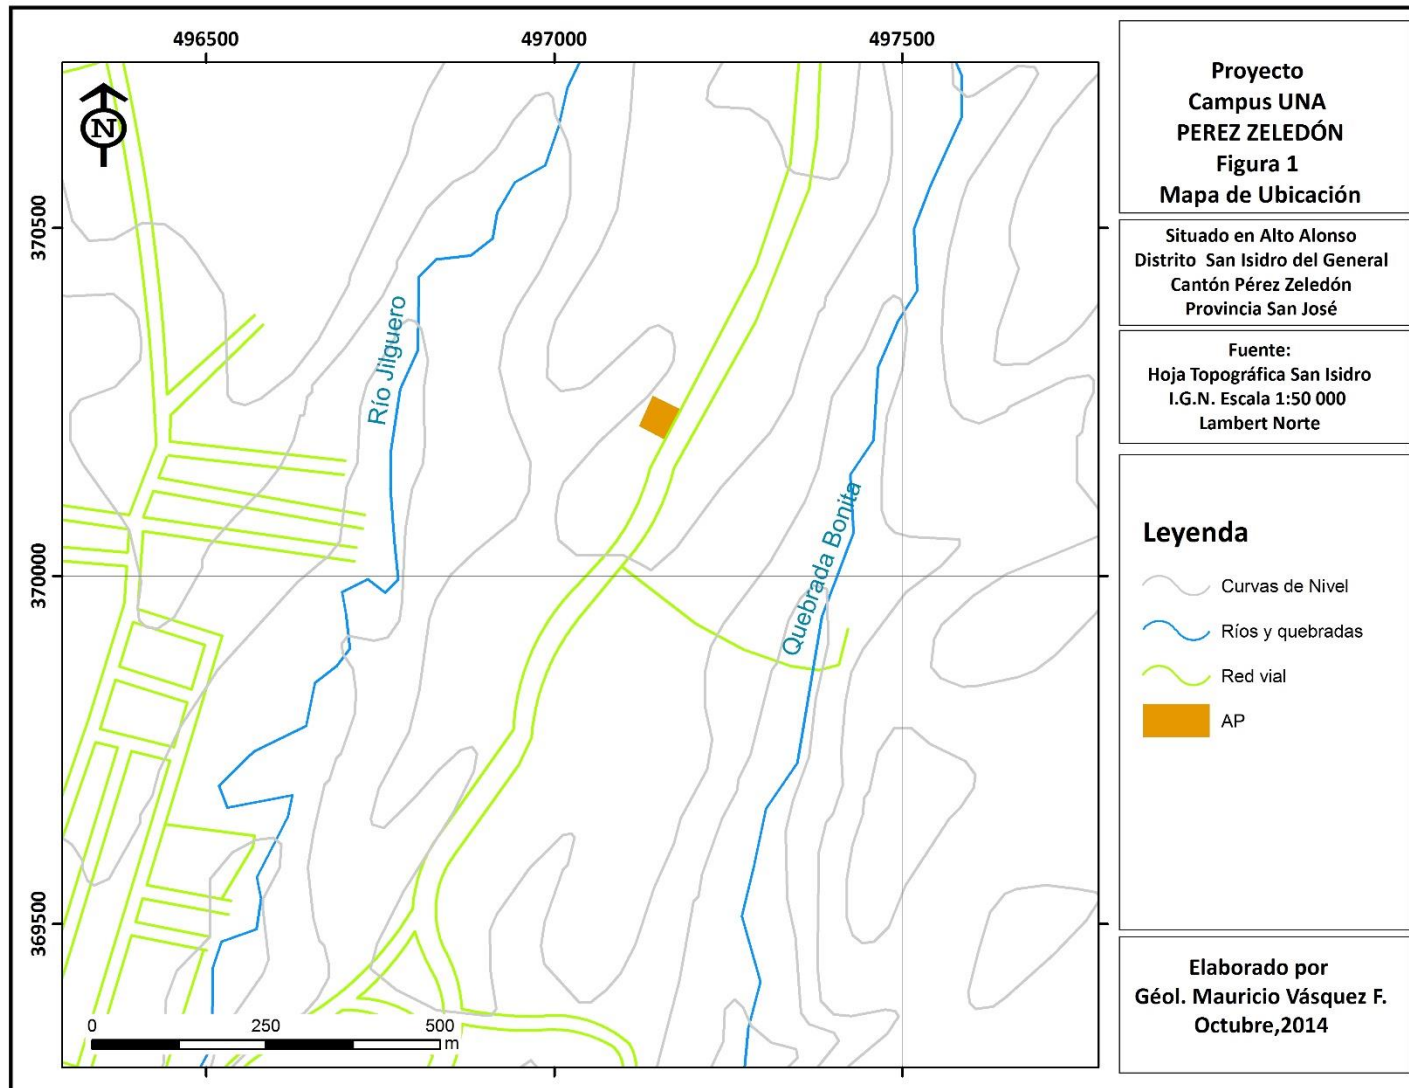 496500
497000
497500
370500
370000
369500
N
Río Jilguero
Quebrada Bonita
0
250
500
m
Proyecto
Campus UNA
PEREZ ZELEDÓN
Figura 1
Mapa de Ubicación
Situado en Alto Alonso
Distrito San Isidro del General
Cantón Pérez Zeledón
Provincia San José
Fuente:
Hoja Topográfica San Isidro
I.G.N. Escala 1:50 000
Lambert Norte
Leyenda
Curvas de Nivel
Ríos y quebradas
Red vial
AP
Elaborado por
Géol. Mauricio Vásquez F.
Octubre,2014